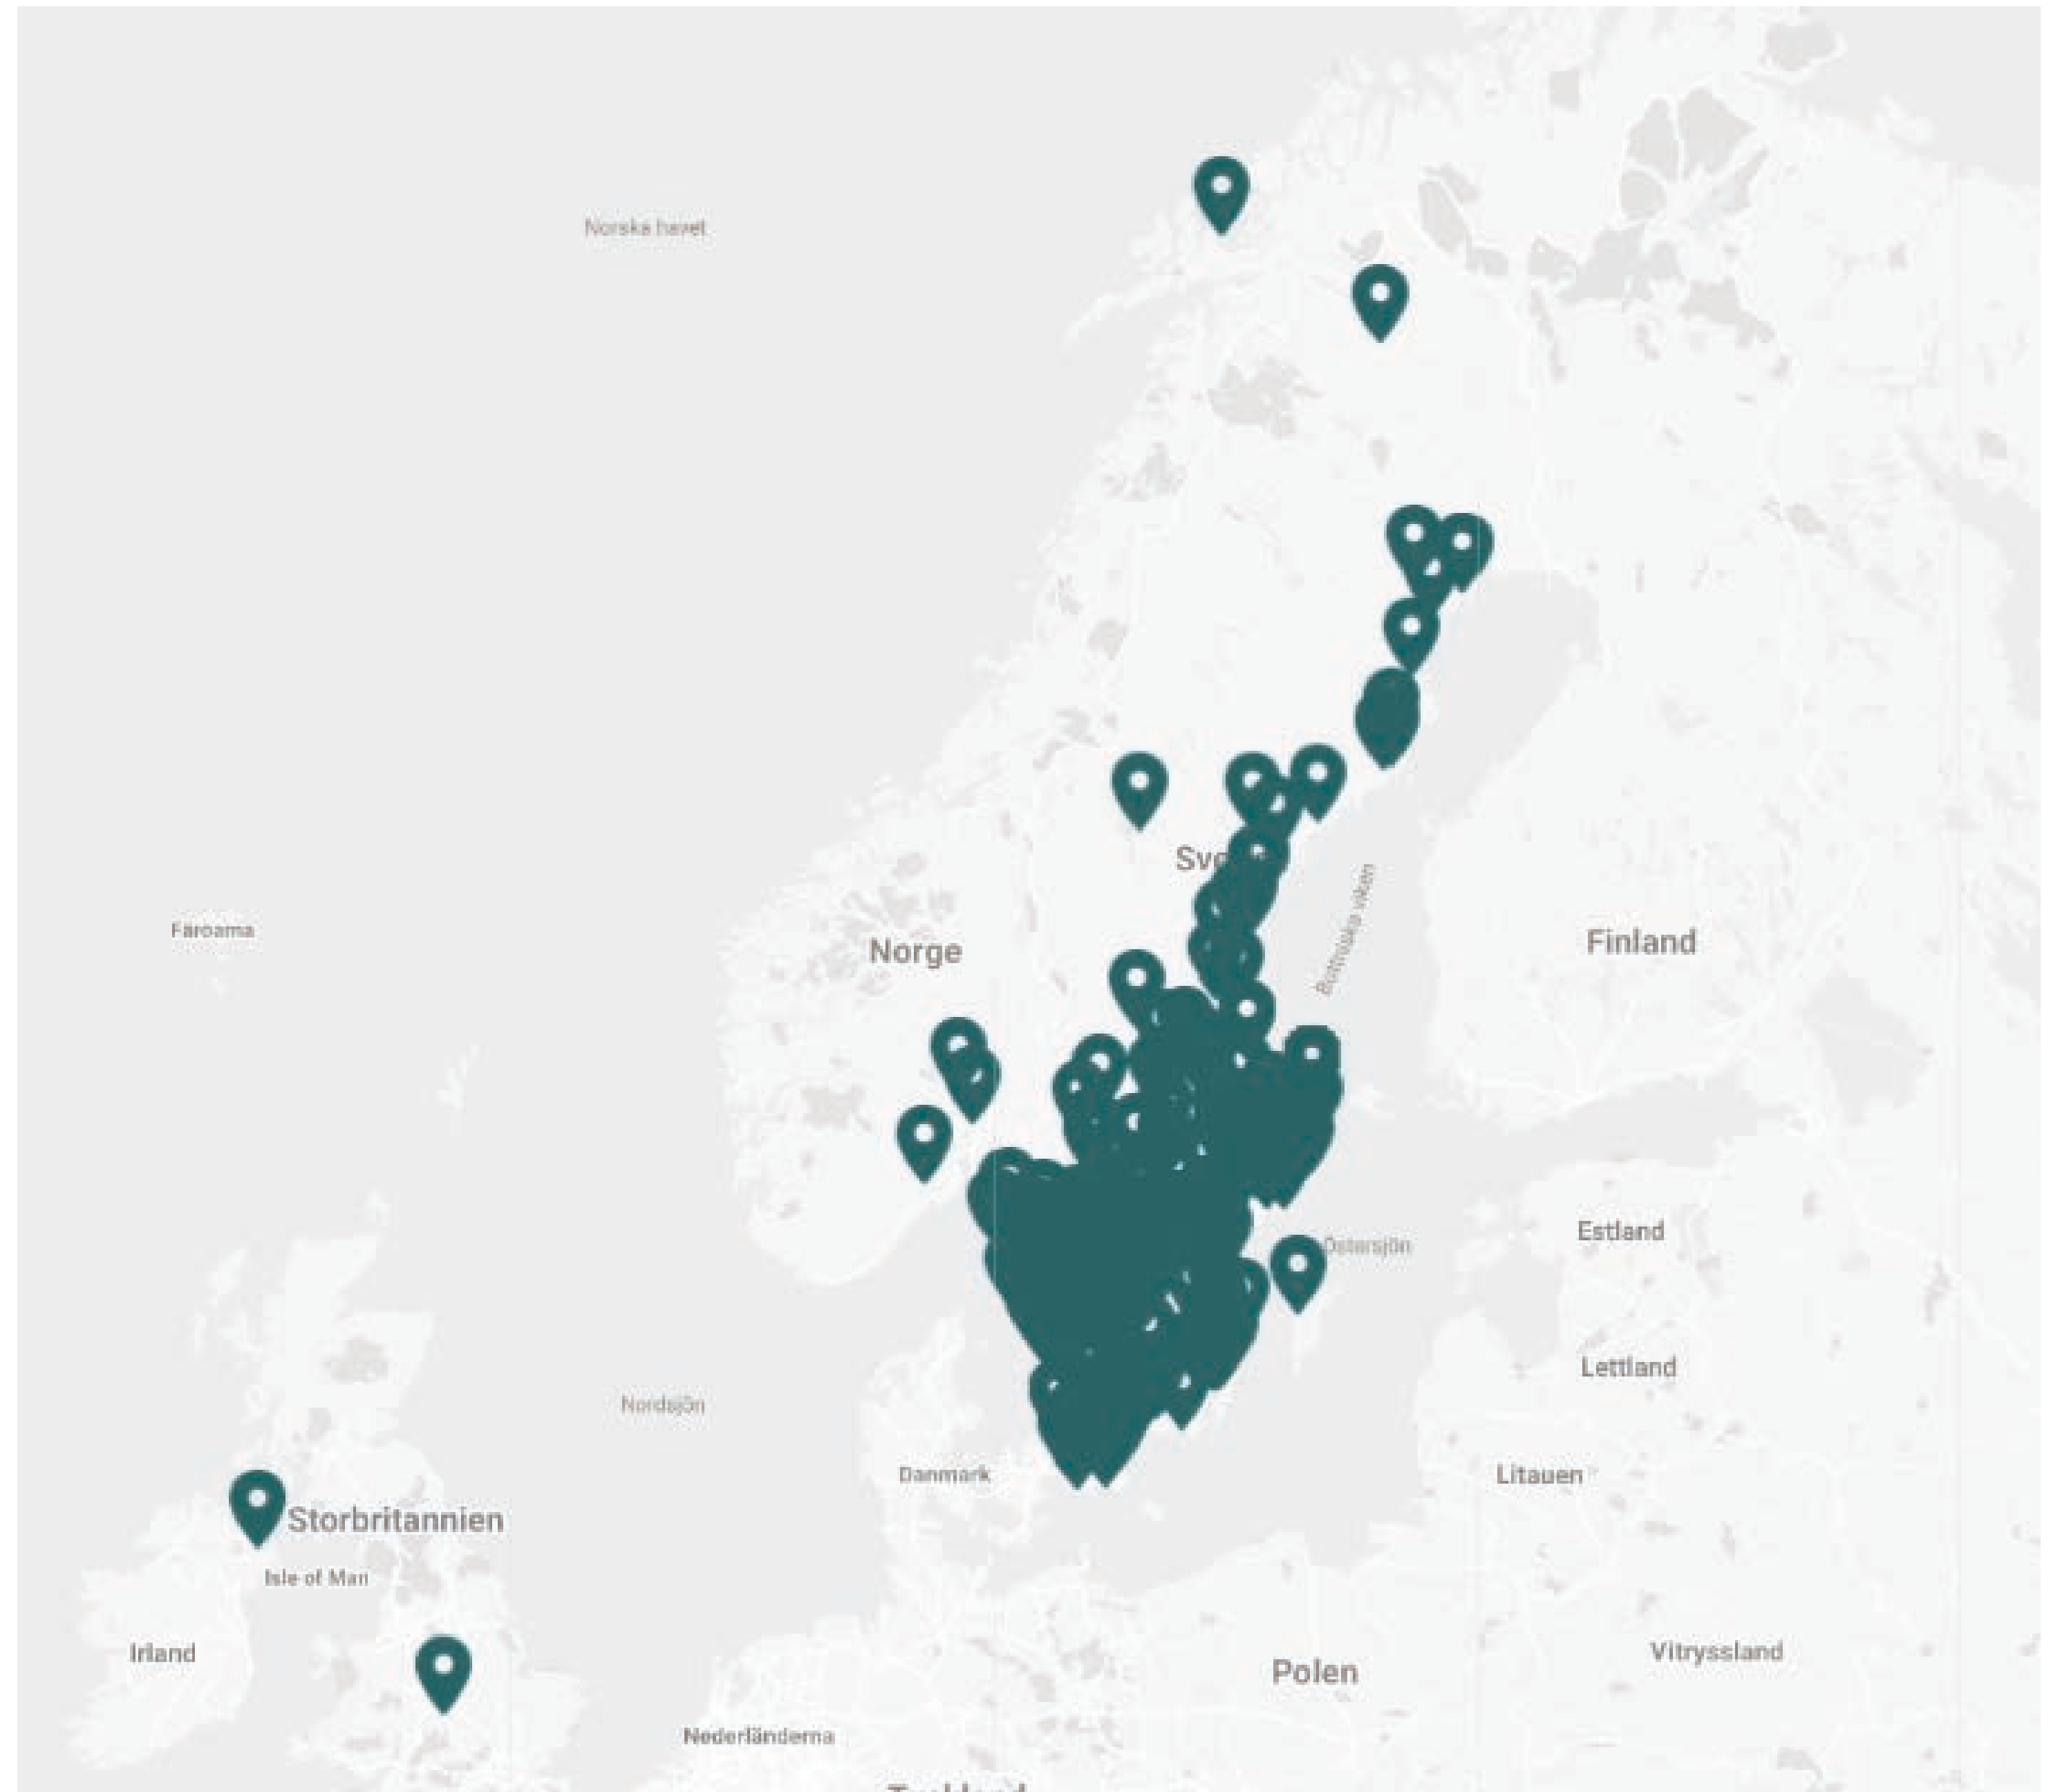 Norska havet
Färöarna
Norge
Finland
Bottniska viken
Östersjön
Estland
Lettland
Nordsjön
Danmark
Litauen
Storbritannien
Isle of Man
Irland
Polen
Vitryssland
Nederländerna